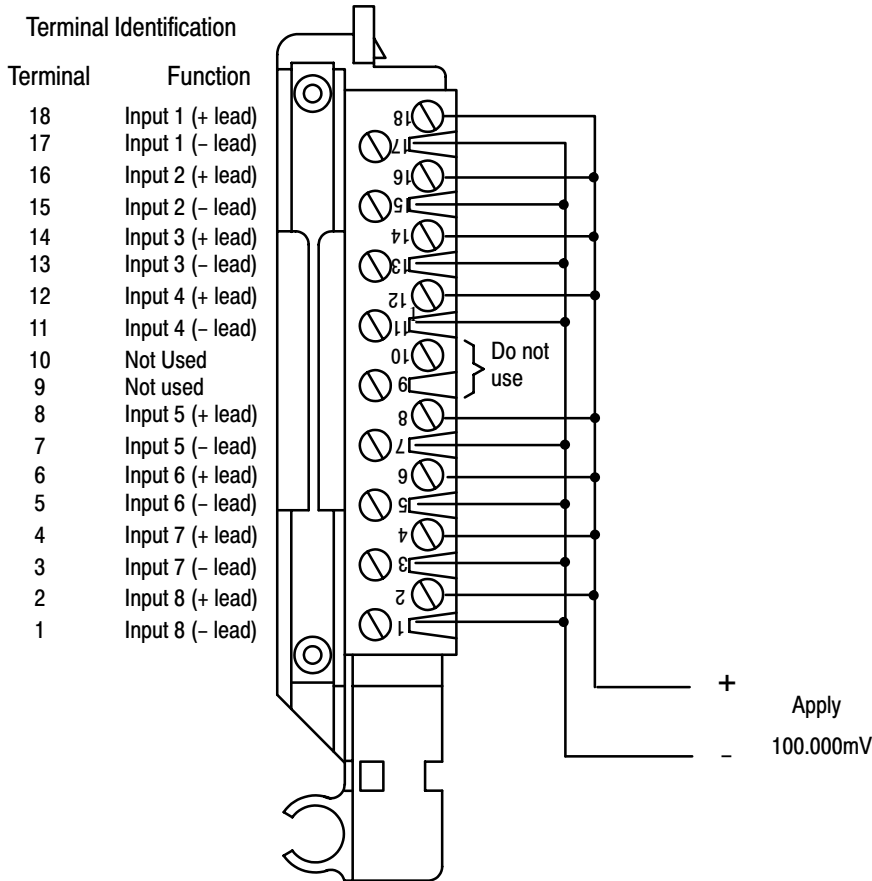 Terminal Identification
Terminal Function
18 Input 1 (+ lead)
17 Input 1 (− lead)
16 Input 2 (+ lead)
15 Input 2 (− lead)
14 Input 3 (+ lead)
13 Input 3 (− lead)
12 Input 4 (+ lead)
11 Input 4 (− lead)
10 Not Used
9 Not used
8 Input 5 (+ lead)
7 Input 5 (− lead)
6 Input 6 (+ lead)
5 Input 6 (− lead)
4 Input 7 (+ lead)
3 Input 7 (− lead)
2 Input 8 (+ lead)
1 Input 8 (− lead)
18
17
16
15
14
13
12
11
10
9
8
7
6
5
4
3
2
1
Do not
use
+
Apply
100.000mV
−